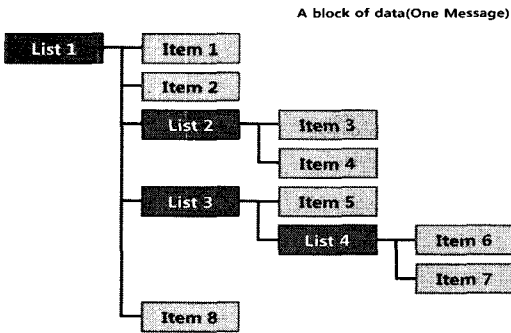 A block of data(One Message)
List 1
Item 1
Item 2
List 2
Item 3
Item 4
List 3
Item 5
List 4
Item 6
Item 7
Item 8